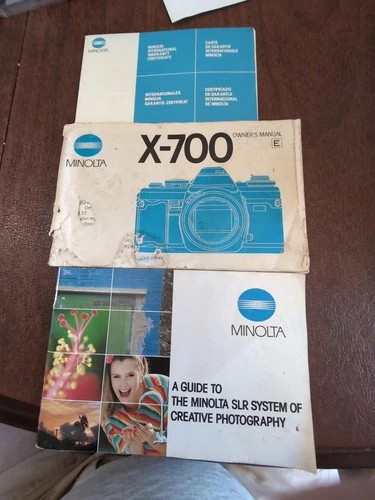 MINOLTA
MINOLTA
INTERNATIONAL
WARRANTY
CERTIFICATE
CARTE
DE GARANTIE
INTERNATIONALE
MINOLTA
INTERNATIONALES
MINOLTA
GARANTIE-ZERTIFIKAT
CERTIFICADO
DE GARANTIA
INTERNACIONAL
DE MINOLTA
MINOLTA
X-700
OWNER'S MANUAL
E
MINOLTA
A GUIDE TO
THE MINOLTA SLR SYSTEM OF
CREATIVE PHOTOGRAPHY